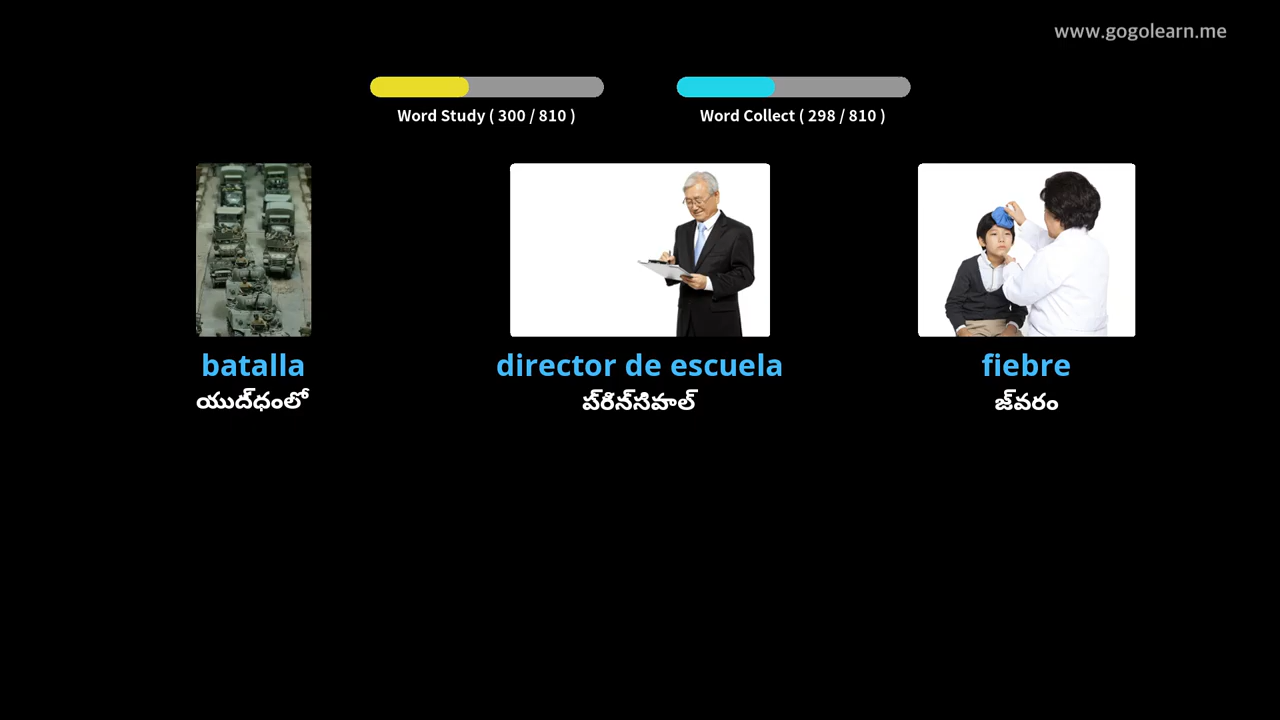 www.gogolearn.me
Word Study ( 300 / 810 )
Word Collect ( 298 / 810 )
batalla
యుద్ధంలో
director de escuela
ప్రిన్సిపాల్
fiebre
జ్వరం